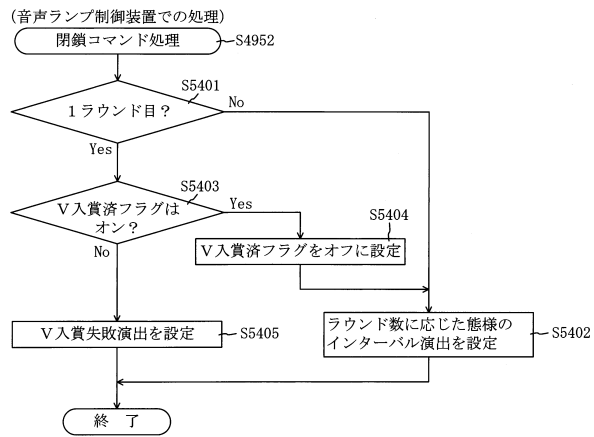 (音声ランプ制御装置での処理)
閉鎖コマンド処理
S4952
S5401
1ラウンド目?
No
Yes
S5403
V入賞済フラグは
オン?
Yes
S5404
No
V入賞済フラグをオフに設定
V入賞失敗演出を設定
S5405
ラウンド数に応じた態様の
インターバル演出を設定
S5402
終 了